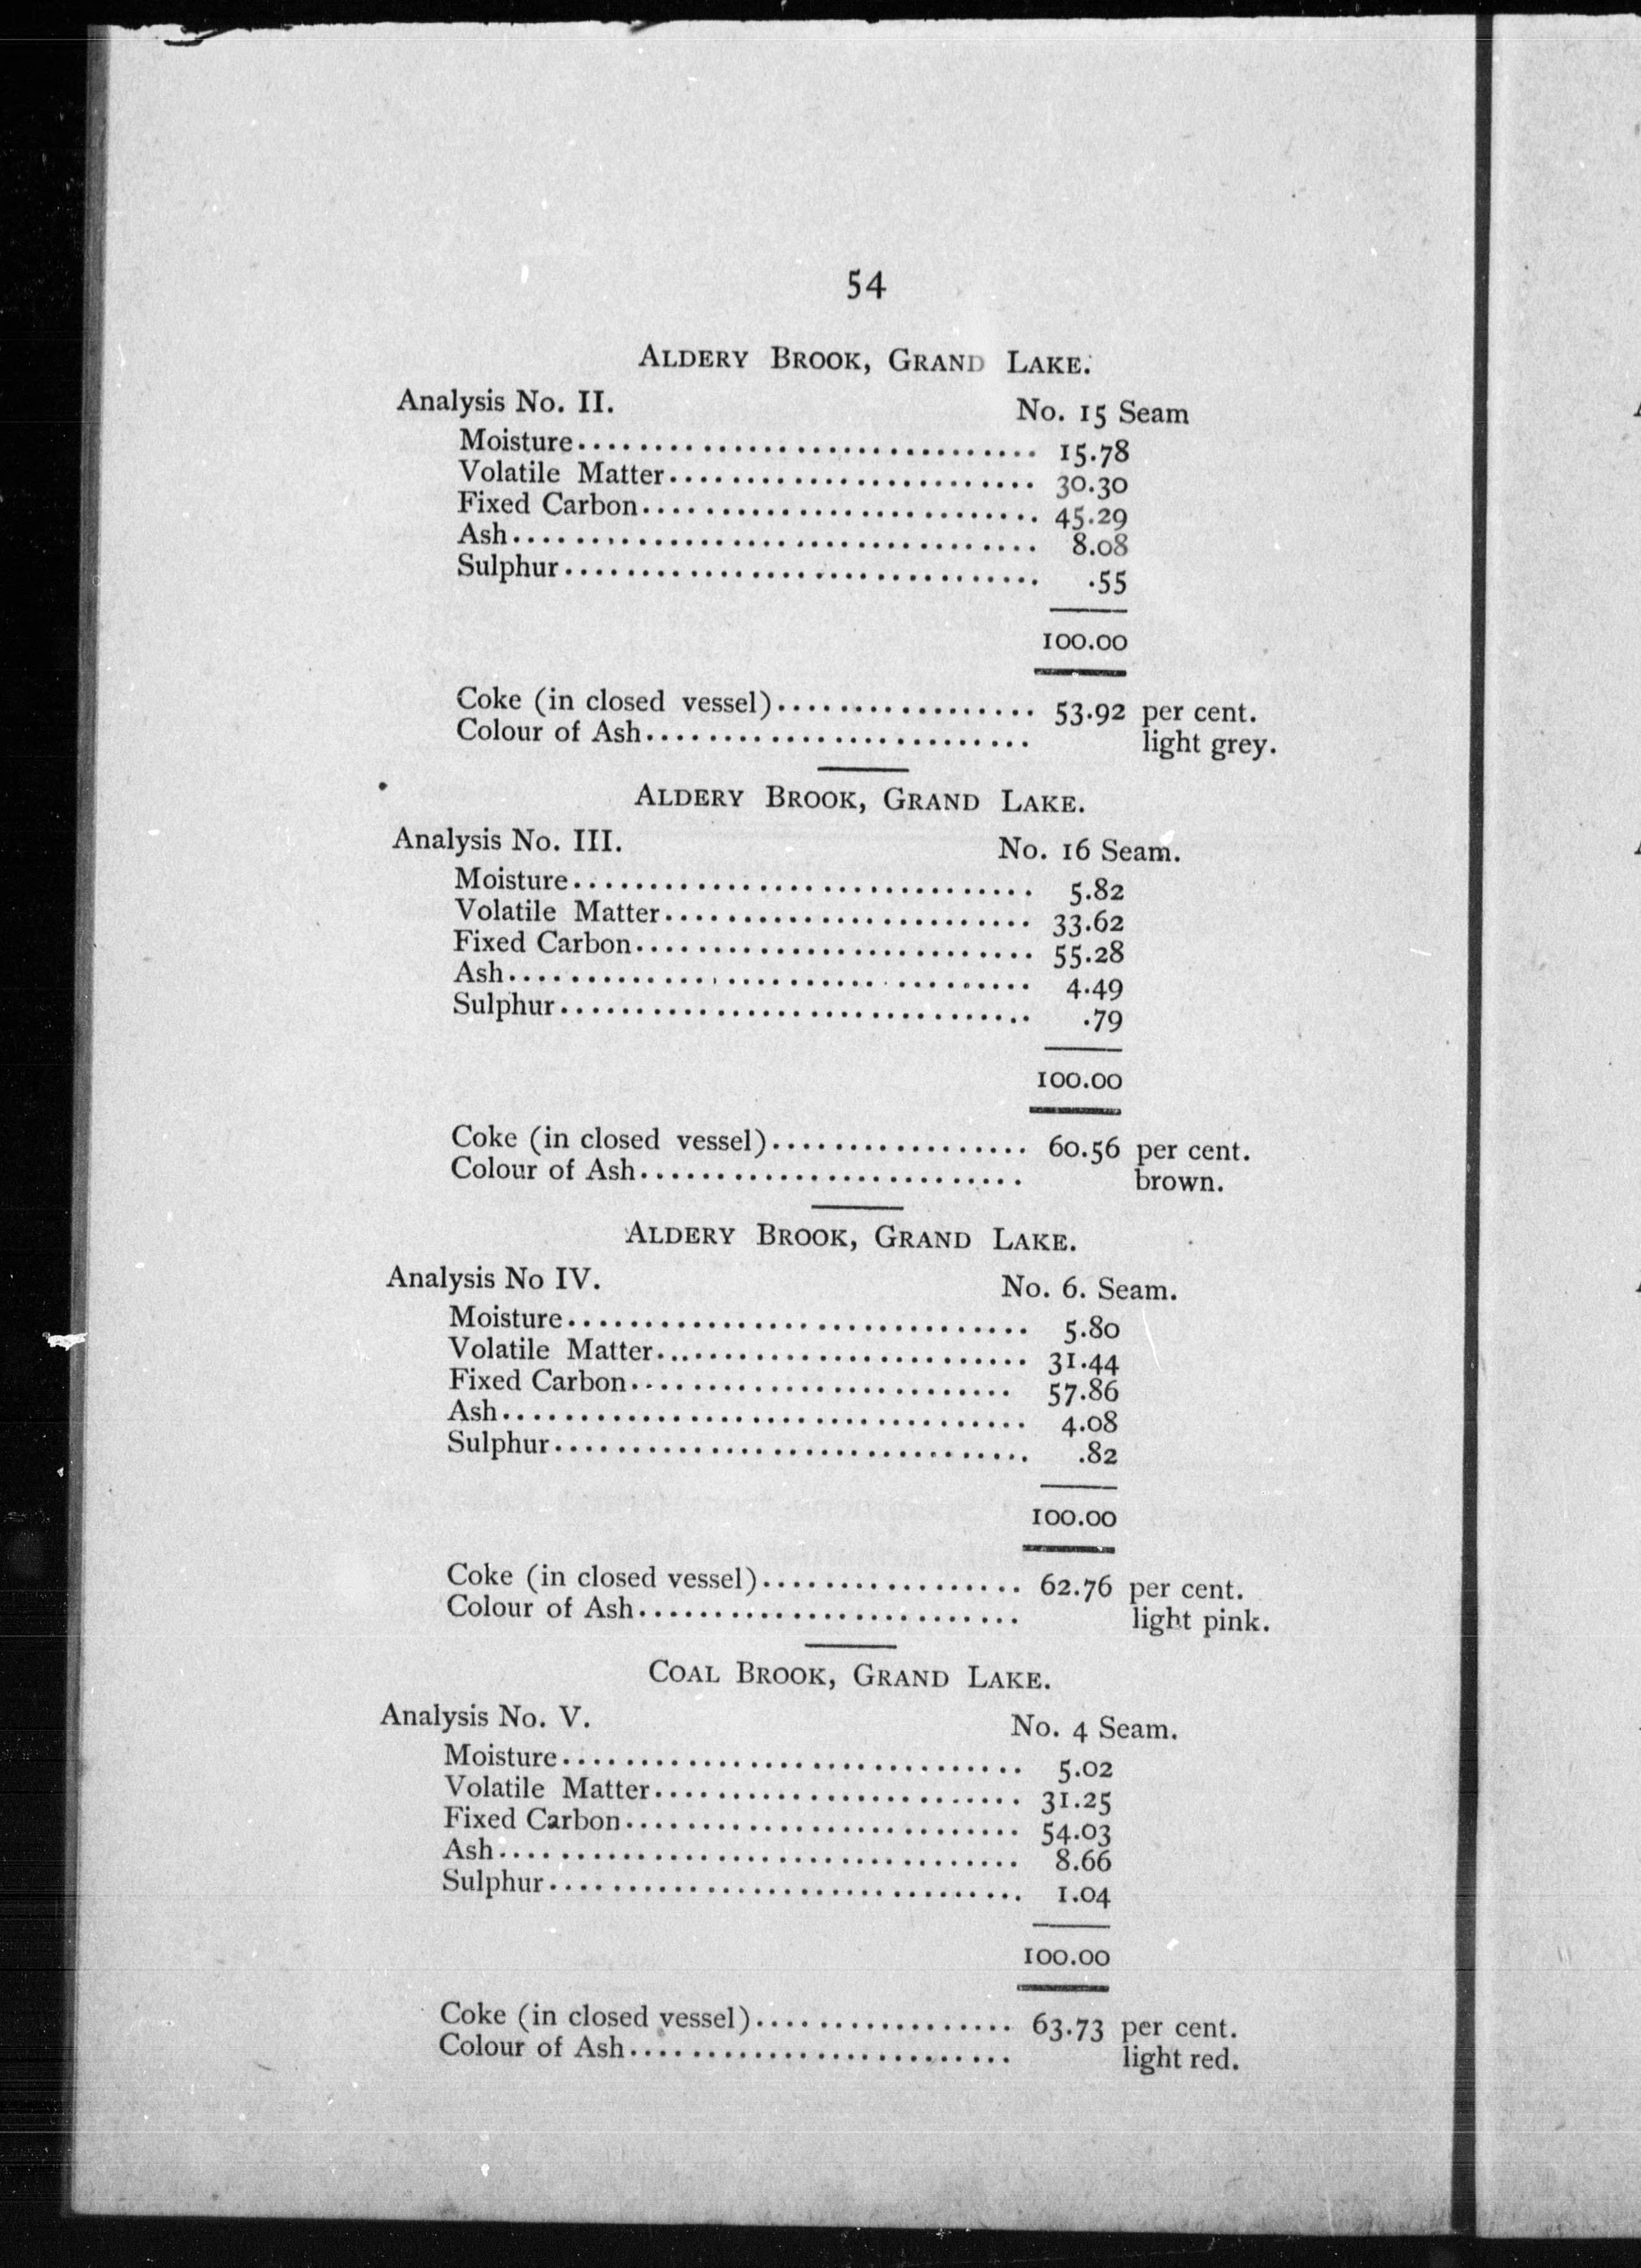 54
ALDERY BROOK, GRAND LAKE.
Analysis No. II. No. 15 Seam
Moisture.............................. 15.78
Volatile Matter........................ 30.30
Fixed Carbon.......................... 45.29
Ash.................................. 8.08
Sulphur............................... .55
100.00
Coke (in closed vessel)................. 53.92 per cent.
Colour of Ash......................... light grey.
ALDERY BROOK, GRAND LAKE.
Analysis No. III. No. 16 Seam.
Moisture.............................. 5.82
Volatile Matter........................ 33.62
Fixed Carbon.......................... 55.28
Ash.................................. 4.49
Sulphur............................... .79
100.00
Coke (in closed vessel)................. 60.56 per cent.
Colour of Ash......................... brown.
ALDERY BROOK, GRAND LAKE.
Analysis No IV. No. 6. Seam.
Moisture.............................. 5.80
Volatile Matter........................ 31.44
Fixed Carbon......................... 57.86
Ash.................................. 4.08
Sulphur............................... .82
100.00
Coke (in closed vessel)................. 62.76 per cent.
Colour of Ash......................... light pink.
COAL BROOK, GRAND LAKE.
Analysis No. V. No. 4 Seam.
Moisture.............................. 5.02
Volatile Matter........................ 31.25
Fixed Carbon.......................... 54.03
Ash.................................. 8.66
Sulphur............................... 1.04
100.00
Coke (in closed vessel)................. 63.73 per cent.
Colour of Ash......................... light red.